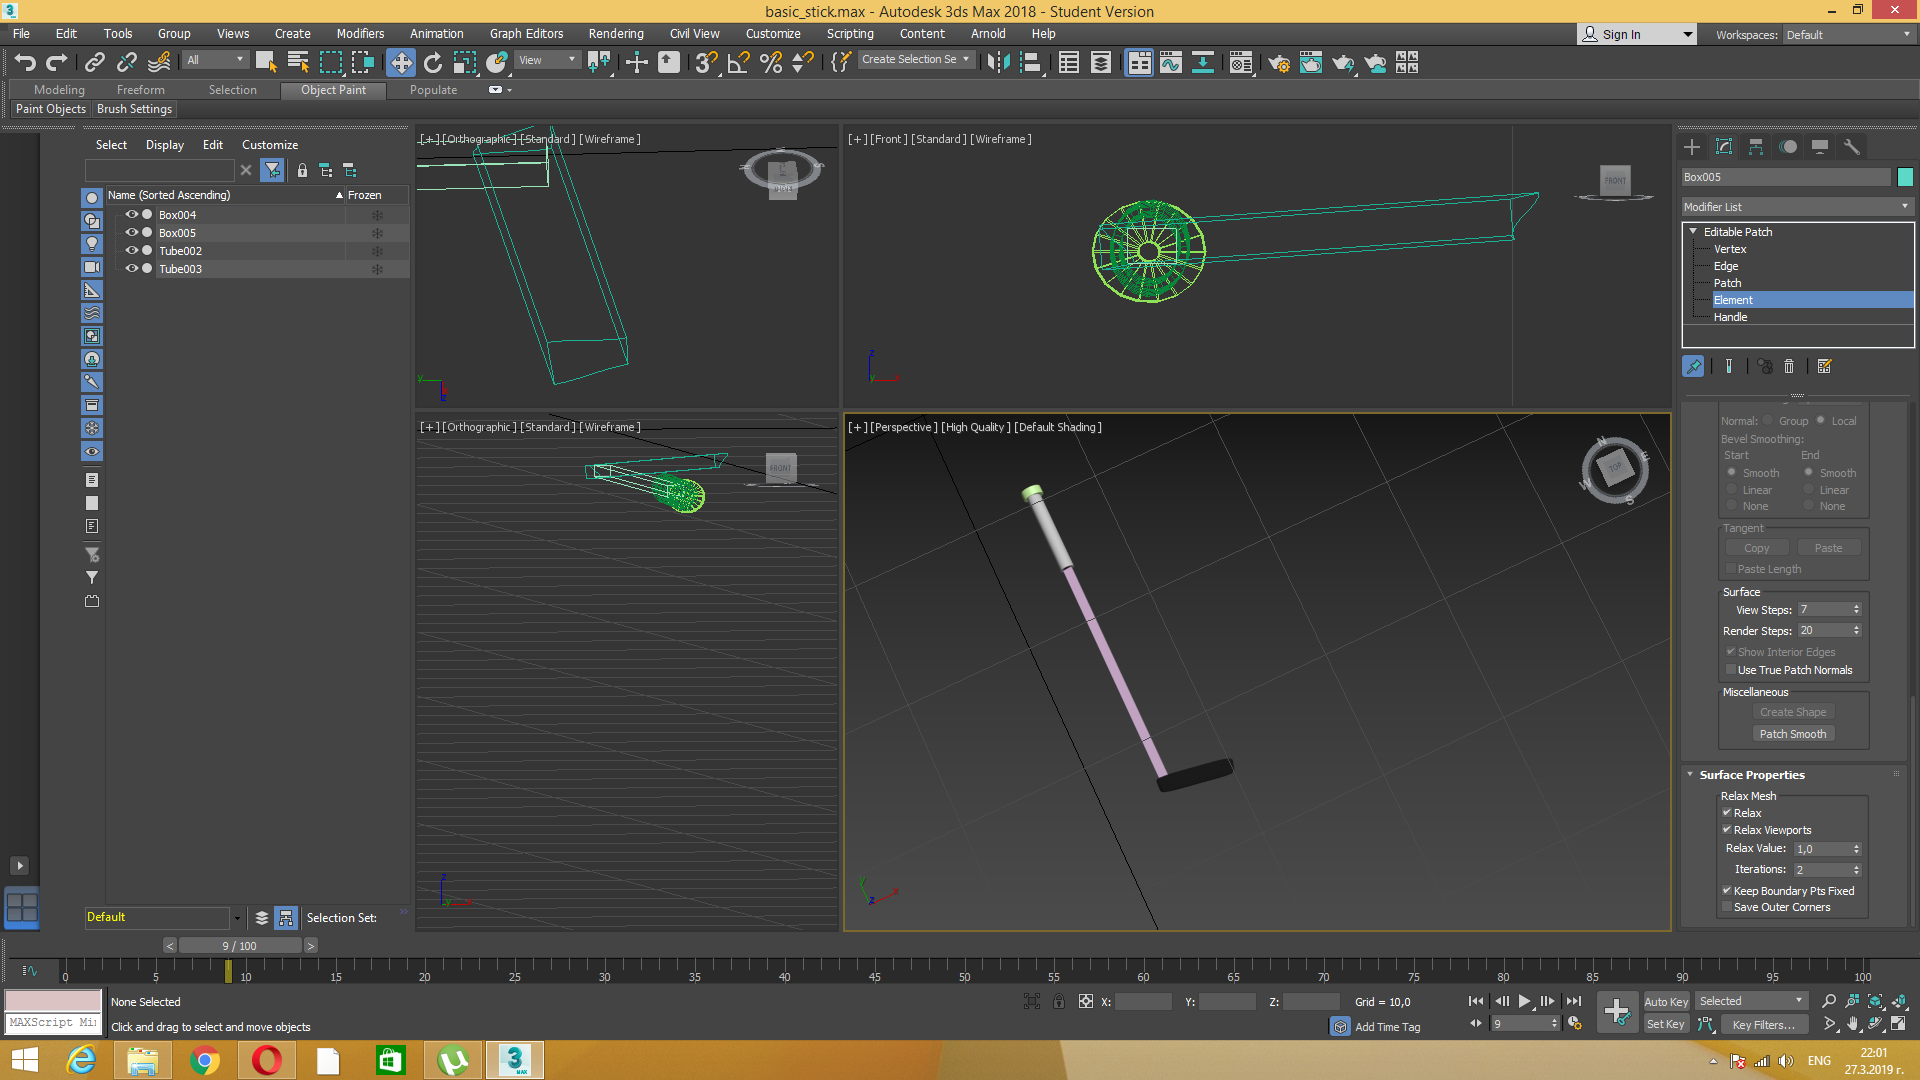 basic_stick.max - Autodesk 3ds Max 2018 - Student Version
File Edit Tools Group Views Create Modifiers Animation Graph Editors Rendering Civil View Customize Scripting Content Arnold Help
Sign In Workspaces: Default
All View Create Selection Se
Modeling Freeform Selection Object Paint Populate
Paint Objects Brush Settings
Select Display Edit Customize
Name (Sorted Ascending) Frozen
Box004
Box005
Tube002
Tube003
[+] [Orthographic] [Standard] [Wireframe]
[+] [Front] [Standard] [Wireframe]
FRONT
[+] [Orthographic] [Standard] [Wireframe]
FRONT
[+] [Perspective] [High Quality] [Default Shading]
N
E
S
W
TOP
Box005
Modifier List
Editable Patch
Vertex
Edge
Patch
Element
Handle
Normal: Group Local
Bevel Smoothing:
Start End
Smooth Smooth
Linear Linear
None None
Tangent
Copy Paste
Paste Length
Surface
View Steps: 7
Render Steps: 20
Show Interior Edges
Use True Patch Normals
Miscellaneous
Create Shape
Patch Smooth
Surface Properties
Relax Mesh
Relax
Relax Viewports
Relax Value: 1,0
Iterations: 2
Keep Boundary Pts Fixed
Save Outer Corners
Default Selection Set:
< 9 / 100 >
0 5 10 15 20 25 30 35 40 45 50 55 60 65 70 75 80 85 90 95 100
None Selected
X: Y: Z: Grid = 10,0
Auto Key Selected
MAXScript Mi
Click and drag to select and move objects
Add Time Tag
9
Set Key Key Filters...
3
MAX
ENG
22:01
27.3.2019 г.